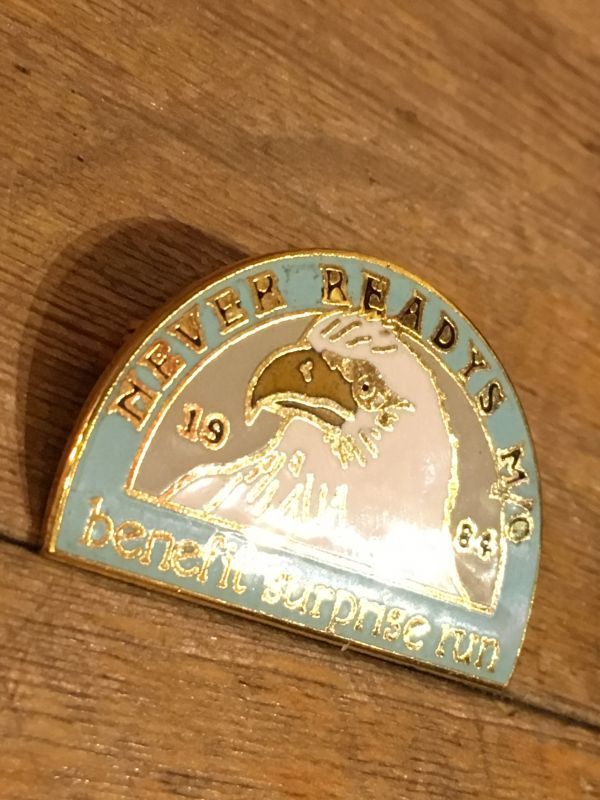 NEVER READYS M/C
19 84
benefit surprise run